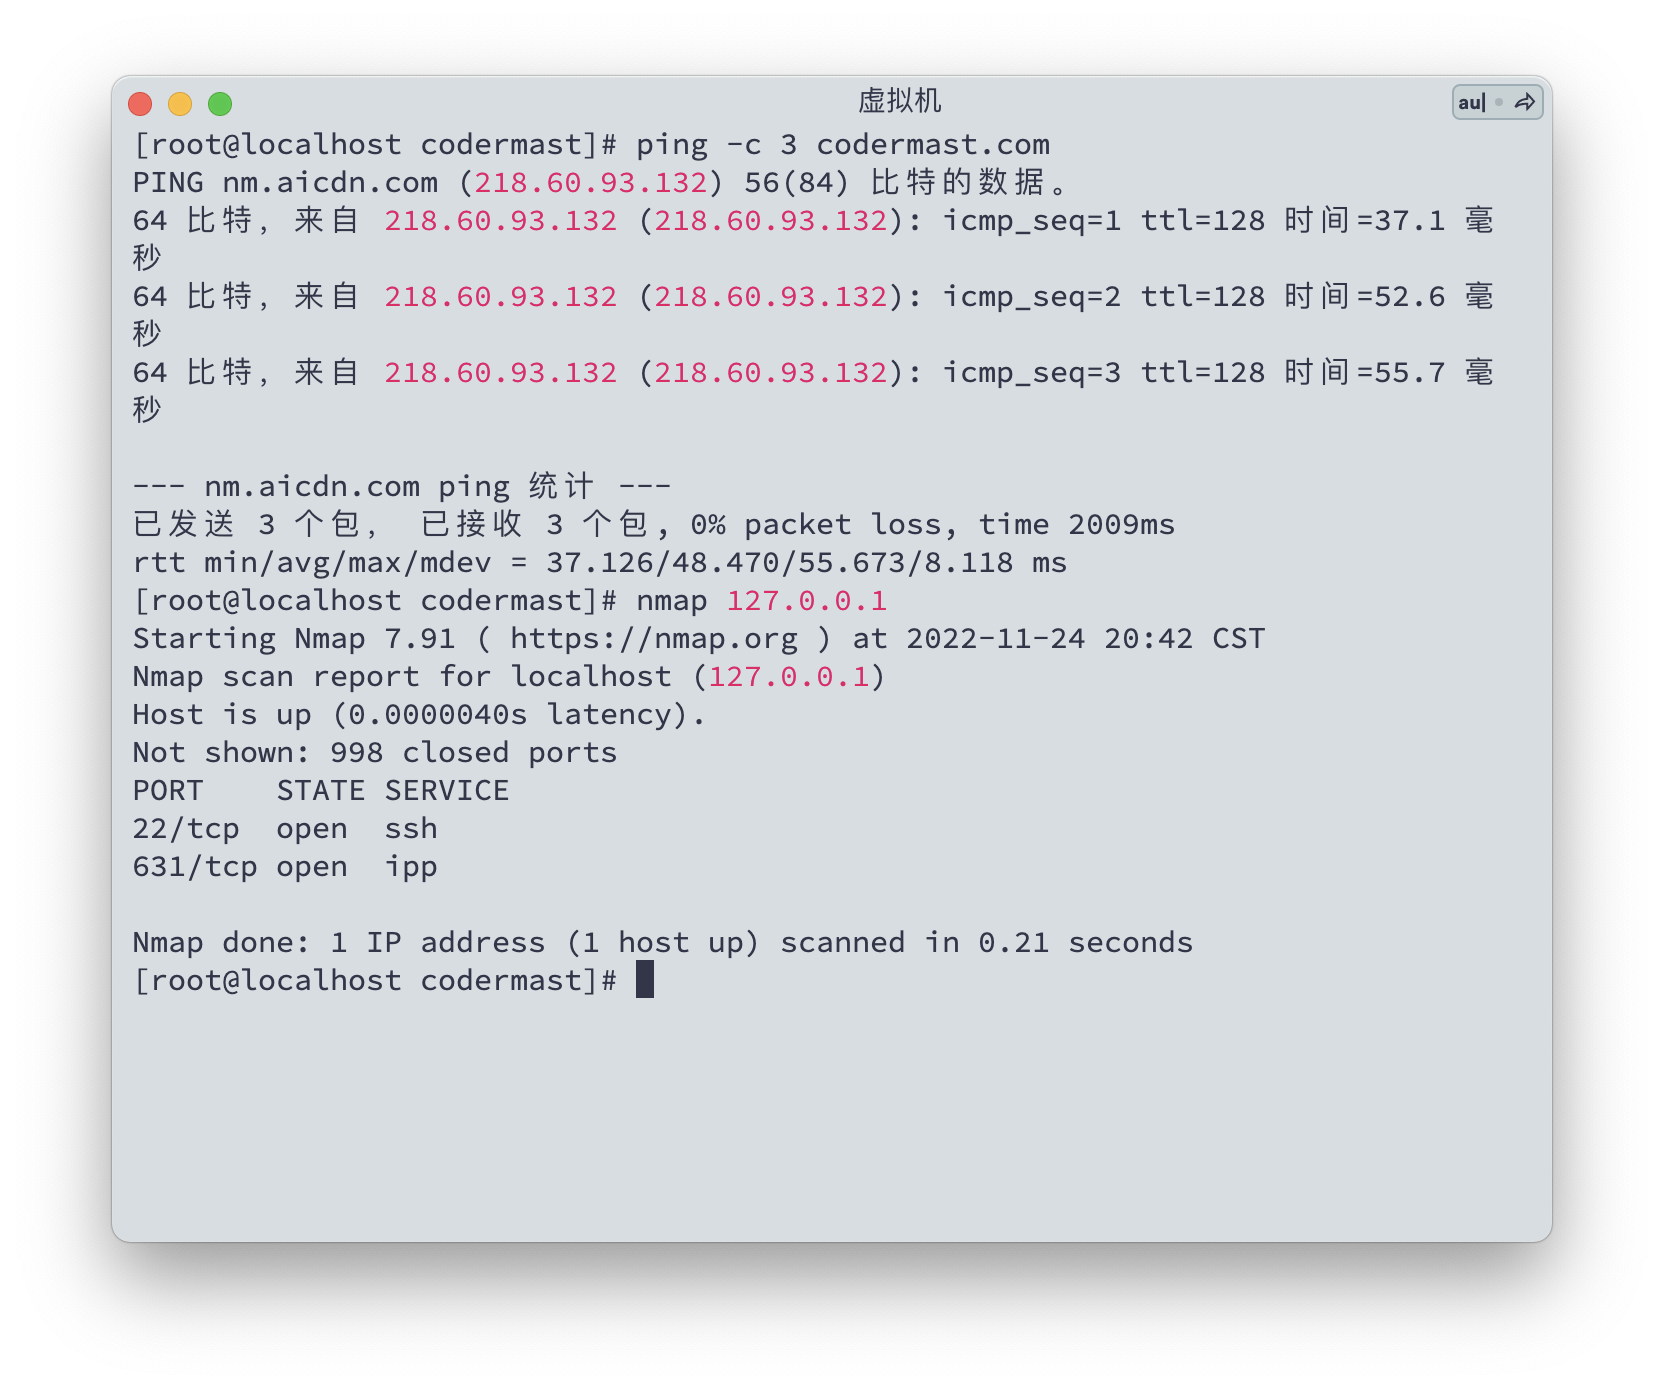 虚拟机
au|
[root@localhost codermast]# ping -c 3 codermast.com
PING nm.aicdn.com (218.60.93.132) 56(84) 比特的数据。
64 比特, 来自 218.60.93.132 (218.60.93.132): icmp_seq=1 ttl=128 时间=37.1 毫
秒
64 比特, 来自 218.60.93.132 (218.60.93.132): icmp_seq=2 ttl=128 时间=52.6 毫
秒
64 比特, 来自 218.60.93.132 (218.60.93.132): icmp_seq=3 ttl=128 时间=55.7 毫
秒
--- nm.aicdn.com ping 统计 ---
已发送 3 个包, 已接收 3 个包, 0% packet loss, time 2009ms
rtt min/avg/max/mdev = 37.126/48.470/55.673/8.118 ms
[root@localhost codermast]# nmap 127.0.0.1
Starting Nmap 7.91 ( https://nmap.org ) at 2022-11-24 20:42 CST
Nmap scan report for localhost (127.0.0.1)
Host is up (0.0000040s latency).
Not shown: 998 closed ports
PORT    STATE SERVICE
22/tcp  open  ssh
631/tcp open  ipp
Nmap done: 1 IP address (1 host up) scanned in 0.21 seconds
[root@localhost codermast]#